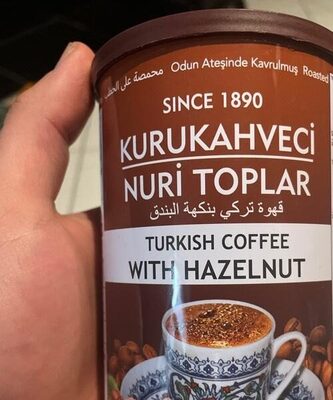 محمصة على الحطب Odun Ateşinde Kavrulmuş Roasted
SINCE 1890
KURUKAHVECİ
NURİ TOPLAR
قهوة تركي بنكهة البندق
TURKISH COFFEE
WITH HAZELNUT